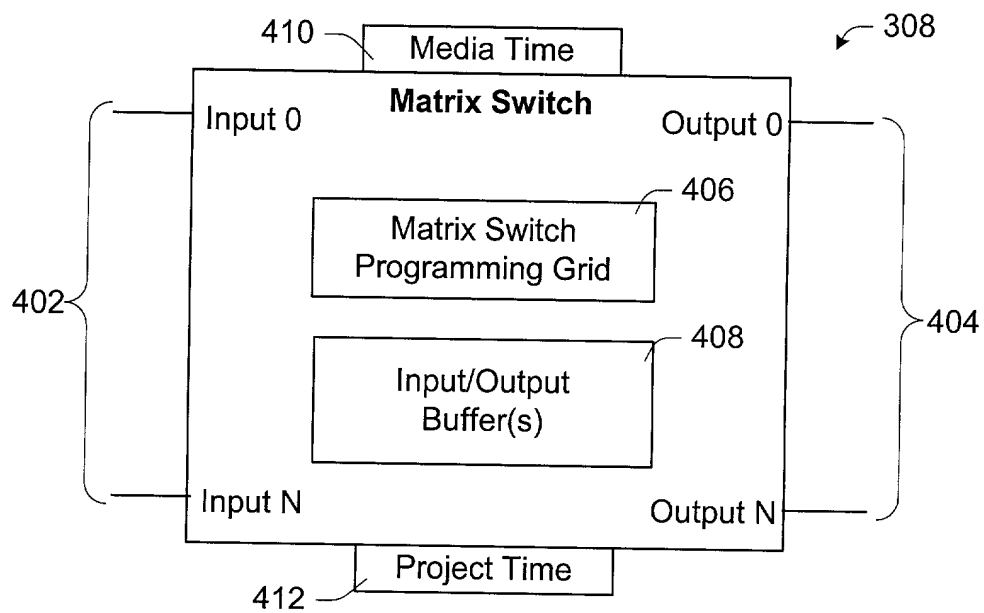 410
Media Time
308
Matrix Switch
Input 0
Output 0
406
Matrix Switch
Programming Grid
402
404
408
Input/Output
Buffer(s)
Input N
Output N
Project Time
412